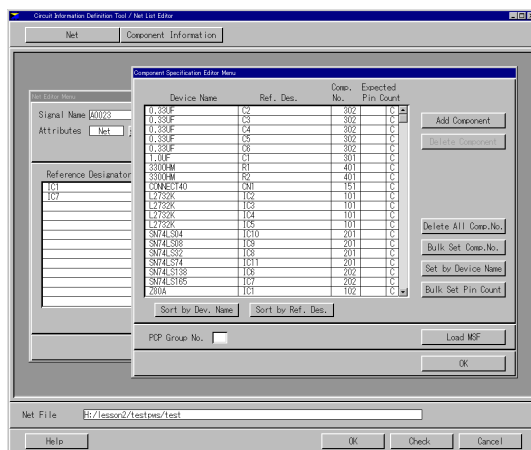 Circuit Information Definition Tool / Net List Editor
Net
Component Information
Net Editor Menu
Signal Name A0023
Attributes Net
Reference Designator
IC1
IC7
Component Specification Editor Menu
Device Name Ref. Des. Comp. No. Expected Pin Count
0.33UF C2 302 C
0.33UF C3 302 C
0.33UF C4 302 C
0.33UF C5 302 C
0.33UF C6 302 C
1.0UF C1 301 C
330OHM R1 401 C
330OHM R2 401 C
CONNECT40 CN1 151 C
L2732K IC2 101 C
L2732K IC3 101 C
L2732K IC4 101 C
L2732K IC5 101 C
SN74LS04 IC10 201 C
SN74LS08 IC9 201 C
SN74LS32 IC8 201 C
SN74LS74 IC11 201 C
SN74LS138 IC6 202 C
SN74LS165 IC7 202 C
Z80A IC1 102 C
Add Component
Delete Component
Delete All Comp.No.
Bulk Set Comp.No.
Set by Device Name
Bulk Set Pin Count
Sort by Dev. Name
Sort by Ref. Des.
PCP Group No.
Load MSF
OK
Net File H:/lesson2/testpws/test
Help
OK
Check
Cancel